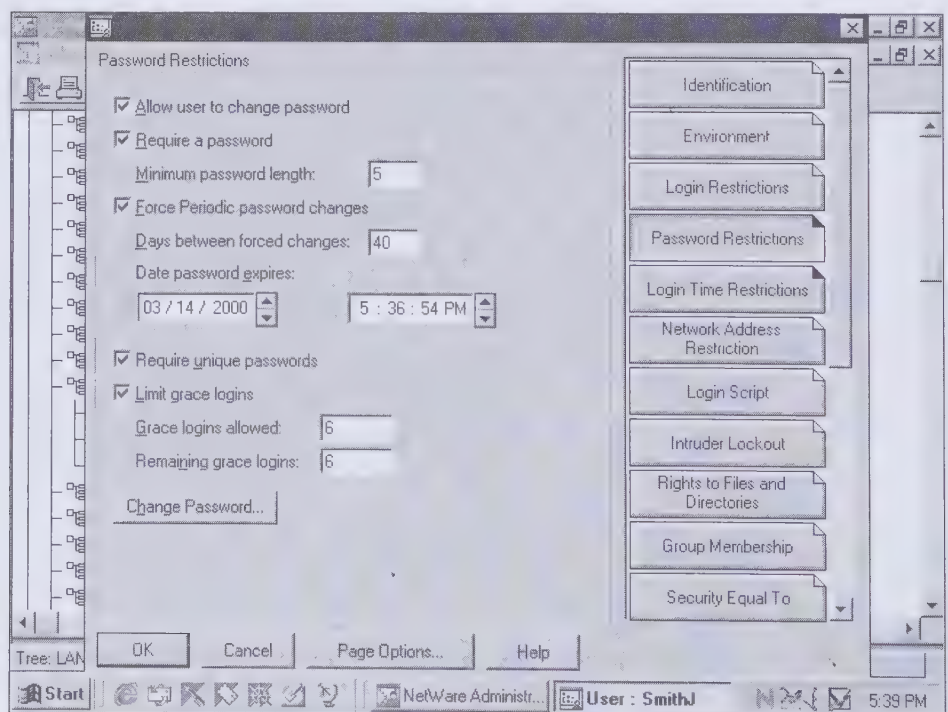 Password Restrictions
Allow user to change password
Require a password
Minimum password length: 5
Force Periodic password changes
Days between forced changes: 40
Date password expires:
03 / 14 / 2000 5 : 36 : 54 PM
Require unique passwords
Limit grace logins
Grace logins allowed: 6
Remaining grace logins: 6
Change Password...
Identification
Environment
Login Restrictions
Password Restrictions
Login Time Restrictions
Network Address
Restriction
Login Script
Intruder Lockout
Rights to Files and
Directories
Group Membership
Security Equal To
OK Cancel Page Options... Help
Tree: LAN
Start NetWare Administr... User : SmithJ 5:39 PM